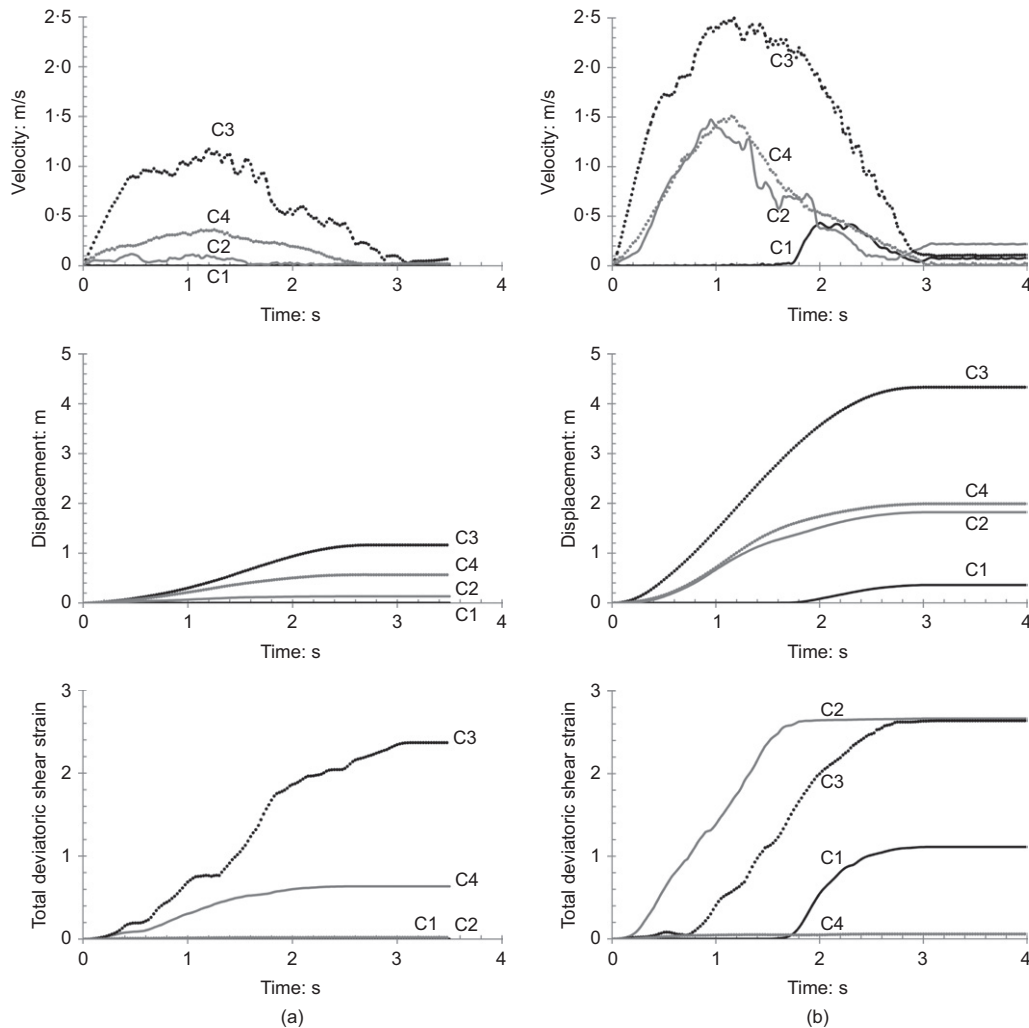 2·5
2·0
1·5
1·0
0·5
0
Velocity: m/s
C3
C4
C2
C1
0 1 2 3 4
Time: s
2·5
2·0
1·5
1·0
0·5
0
Velocity: m/s
C3
C4
C2
C1
0 1 2 3 4
Time: s
5
4
3
2
1
0
Displacement: m
C3
C4
C2
C1
0 1 2 3 4
Time: s
5
4
3
2
1
0
Displacement: m
C3
C4
C2
C1
0 1 2 3 4
Time: s
3
2
1
0
Total deviatoric shear strain
C3
C4
C1 C2
0 1 2 3 4
Time: s
(a)
3
2
1
0
Total deviatoric shear strain
C2
C3
C1
C4
0 1 2 3 4
Time: s
(b)